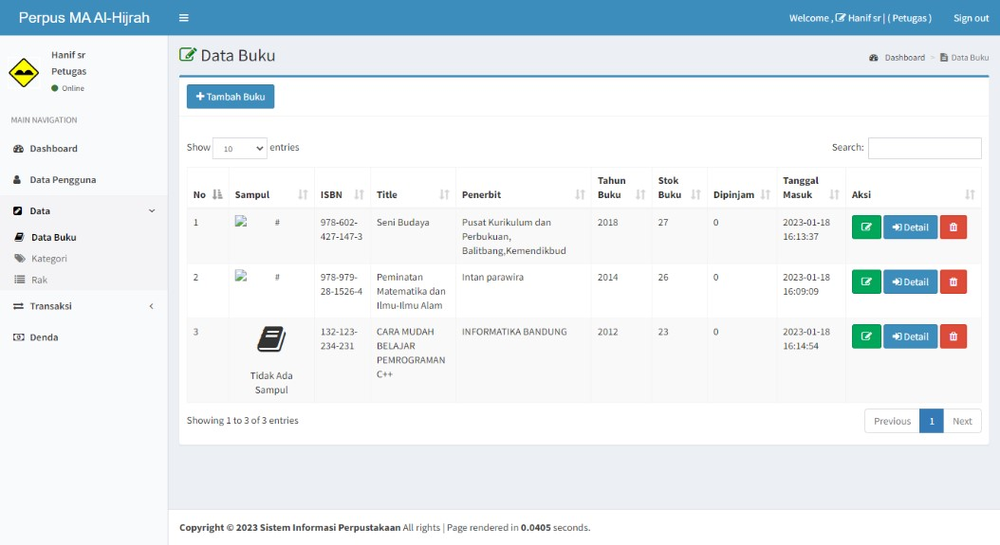 Perpus MA Al-Hijrah
Welcome , Hanif sr | ( Petugas ) Sign out
Hanif sr
Petugas
Online
MAIN NAVIGATION
Dashboard
Data Pengguna
Data
Data Buku
Kategori
Rak
Transaksi
Denda
Data Buku
Dashboard > Data Buku
Tambah Buku
Show 10 entries
Search:
No Sampul ISBN Title Penerbit Tahun Buku Stok Buku Dipinjam Tanggal Masuk Aksi
1 # 978-602-427-147-3 Seni Budaya Pusat Kurikulum dan Perbukuan, Balitbang,Kemendikbud 2018 27 0 2023-01-18 16:13:37 Detail
2 # 978-979-28-1526-4 Peminatan Matematika dan Ilmu-Ilmu Alam Intan parawira 2014 26 0 2023-01-18 16:09:09 Detail
3 Tidak Ada Sampul 132-123-234-231 CARA MUDAH BELAJAR PEMROGRAMAN C++ INFORMATIKA BANDUNG 2012 23 0 2023-01-18 16:14:54 Detail
Showing 1 to 3 of 3 entries
Previous 1 Next
Copyright © 2023 Sistem Informasi Perpustakaan All rights | Page rendered in 0.0405 seconds.